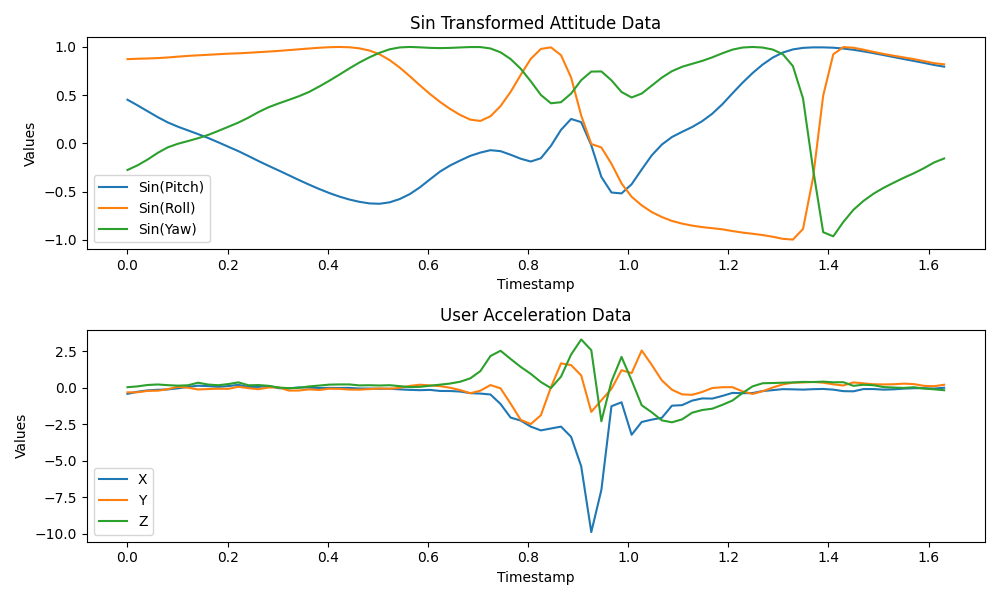 Sin Transformed Attitude Data
1.0
0.5
0.0
−0.5
−1.0
Values
Sin(Pitch)
Sin(Roll)
Sin(Yaw)
0.0 0.2 0.4 0.6 0.8 1.0 1.2 1.4 1.6
Timestamp
User Acceleration Data
2.5
0.0
−2.5
−5.0
−7.5
−10.0
Values
X
Y
Z
0.0 0.2 0.4 0.6 0.8 1.0 1.2 1.4 1.6
Timestamp